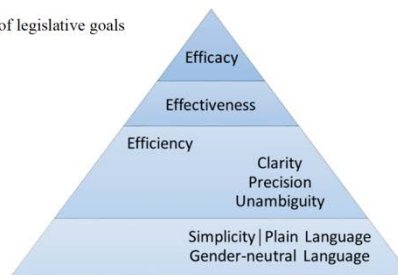 of legislative goals
Efficacy
Effectiveness
Efficiency
Clarity
Precision
Unambiguity
Simplicity|Plain Language
Gender-neutral Language